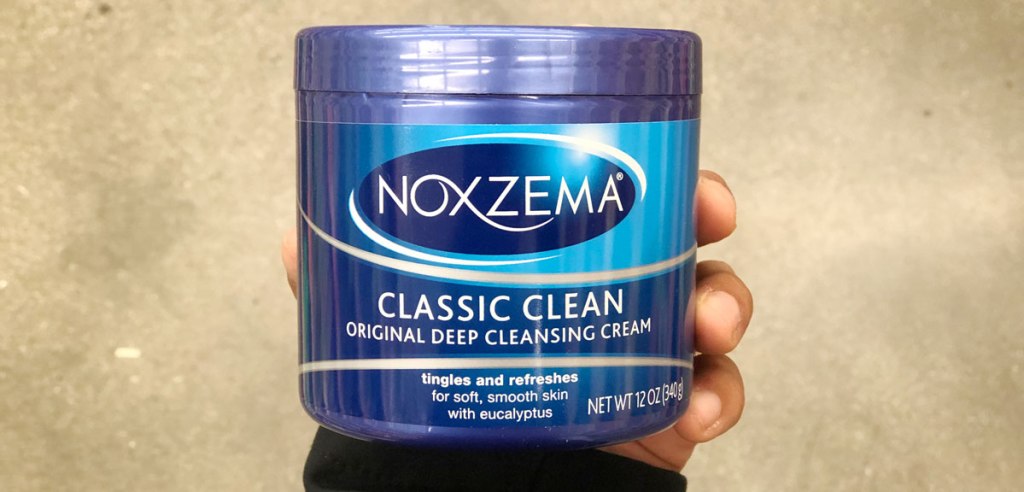 NOXZEMA®
CLASSIC CLEAN
ORIGINAL DEEP CLEANSING CREAM
tingles and refreshes
for soft, smooth skin
with eucalyptus
NET WT 12 OZ (340 g)